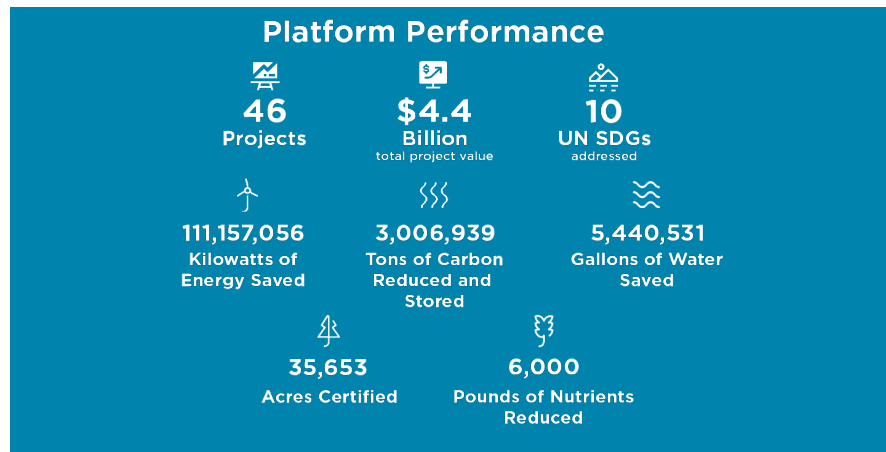 Platform Performance
46
Projects
$4.4
Billion
total project value
10
UN SDGs
addressed
111,157,056
Kilowatts of
Energy Saved
3,006,939
Tons of Carbon
Reduced and
Stored
5,440,531
Gallons of Water
Saved
35,653
Acres Certified
6,000
Pounds of Nutrients
Reduced